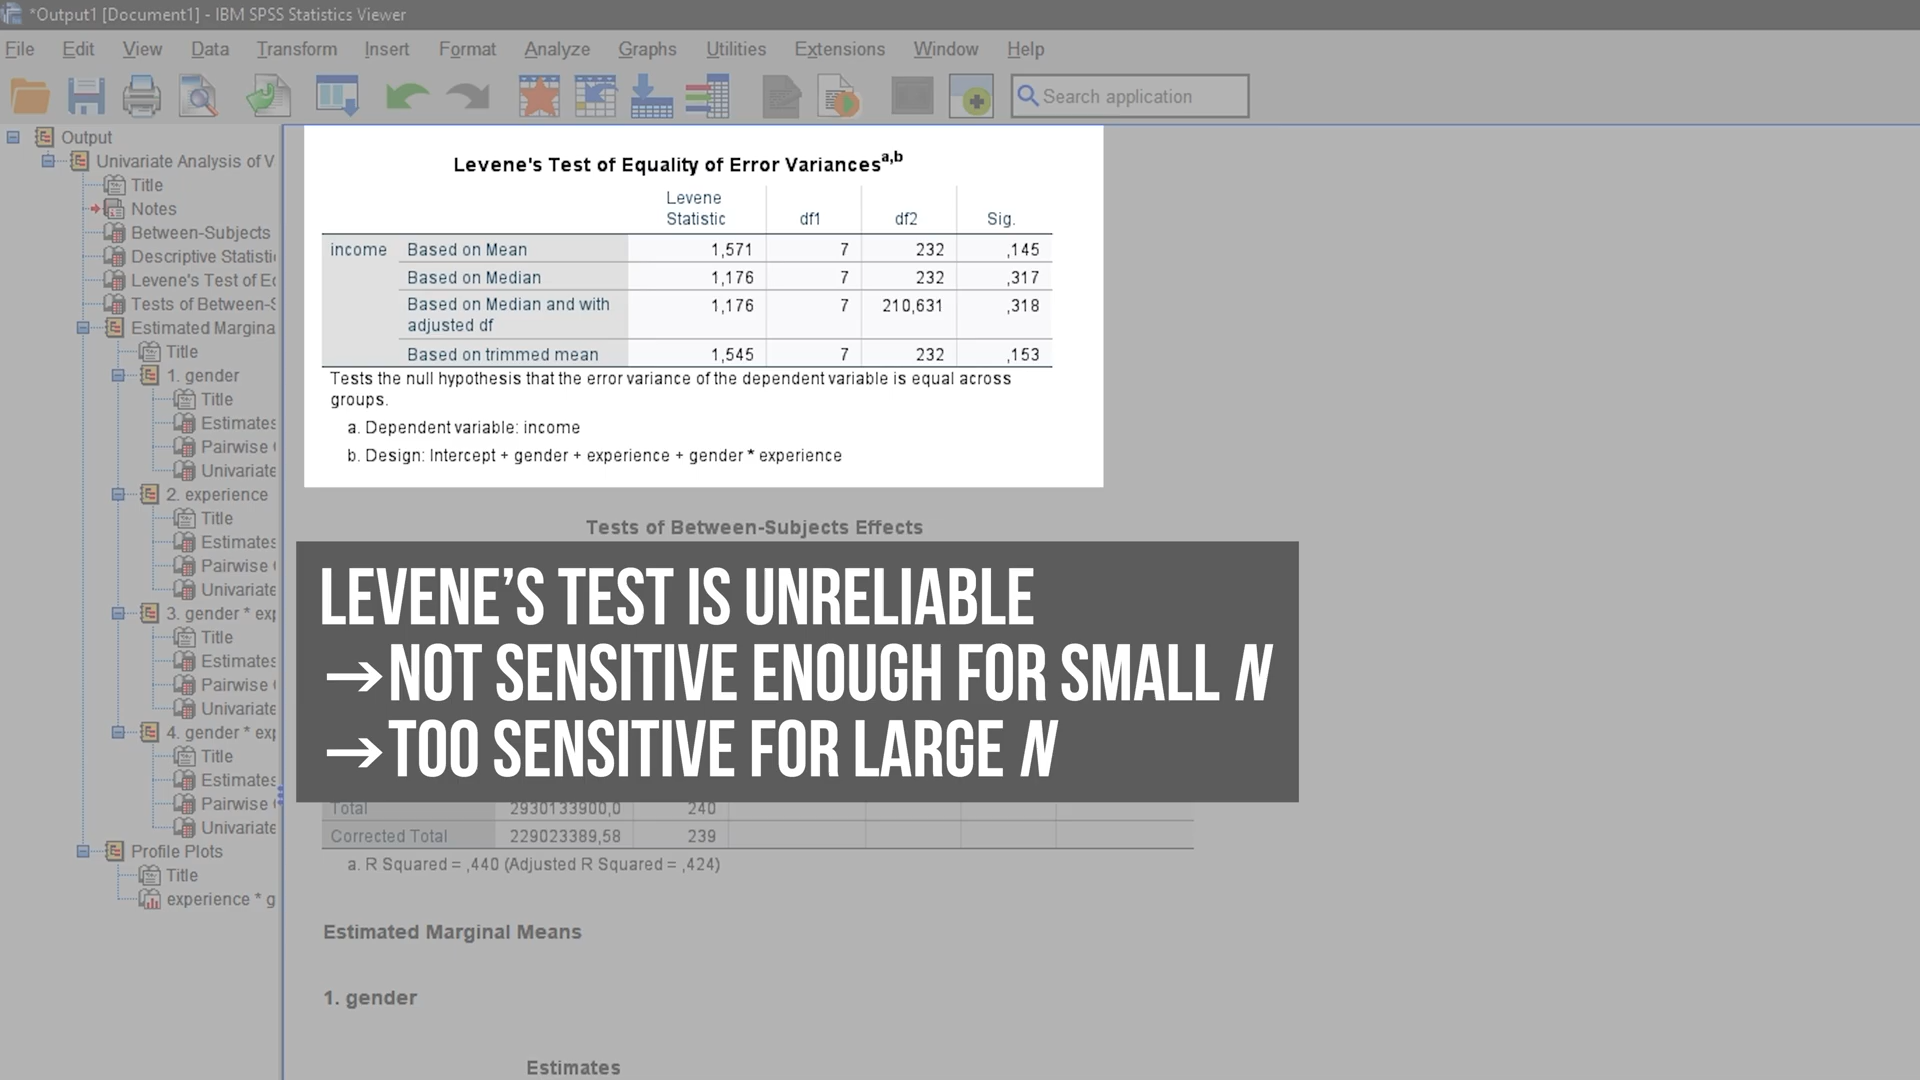 *Output1 [Document1] - IBM SPSS Statistics Viewer
File Edit View Data Transform Insert Format Analyze Graphs Utilities Extensions Window Help
Search application
Output
Univariate Analysis of V
Title
Notes
Between-Subjects
Descriptive Statisti
Levene's Test of Ec
Tests of Between-S
Estimated Margina
Title
1. gender
Title
Estimates
Pairwise
Univariate
2. experience
Title
Estimates
Pairwise
Univariate
3. gender * exp
Title
Estimates
Pairwise
Univariate
4. gender * exp
Title
Estimates
Pairwise
Univariate
Profile Plots
Title
experience * g
Levene's Test of Equality of Error Variancesa,b
Levene Statistic df1 df2 Sig.
income Based on Mean 1,571 7 232 ,145
Based on Median 1,176 7 232 ,317
Based on Median and with adjusted df 1,176 7 210,631 ,318
Based on trimmed mean 1,545 7 232 ,153
Tests the null hypothesis that the error variance of the dependent variable is equal across
groups.
a. Dependent variable: income
b. Design: Intercept + gender + experience + gender * experience
Tests of Between-Subjects Effects
LEVENE'S TEST IS UNRELIABLE
→NOT SENSITIVE ENOUGH FOR SMALL N
→TOO SENSITIVE FOR LARGE N
Total 2930133900,0 240
Corrected Total 229023389,58 239
a. R Squared = ,440 (Adjusted R Squared = ,424)
Estimated Marginal Means
1. gender
Estimates